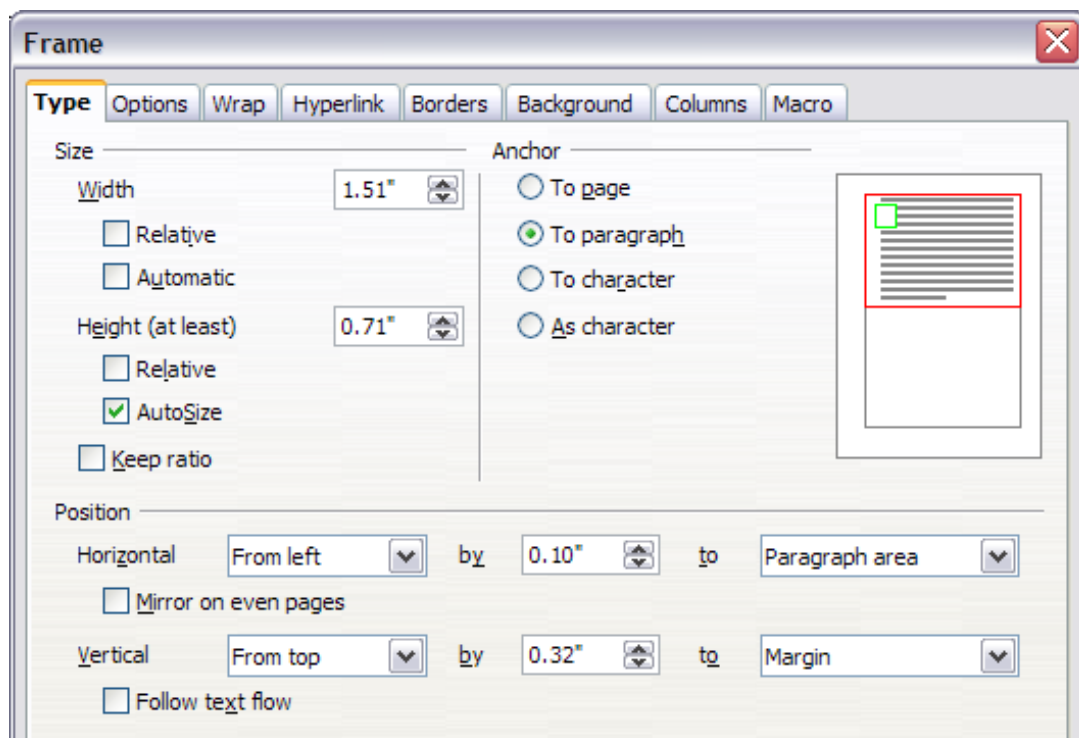 Frame
Type Options Wrap Hyperlink Borders Background Columns Macro
Size
Anchor
Width 1.51"
To page
Relative
To paragraph
Automatic
To character
Height (at least) 0.71"
As character
Relative
AutoSize
Keep ratio
Position
Horizontal From left by 0.10" to Paragraph area
Mirror on even pages
Vertical From top by 0.32" to Margin
Follow text flow